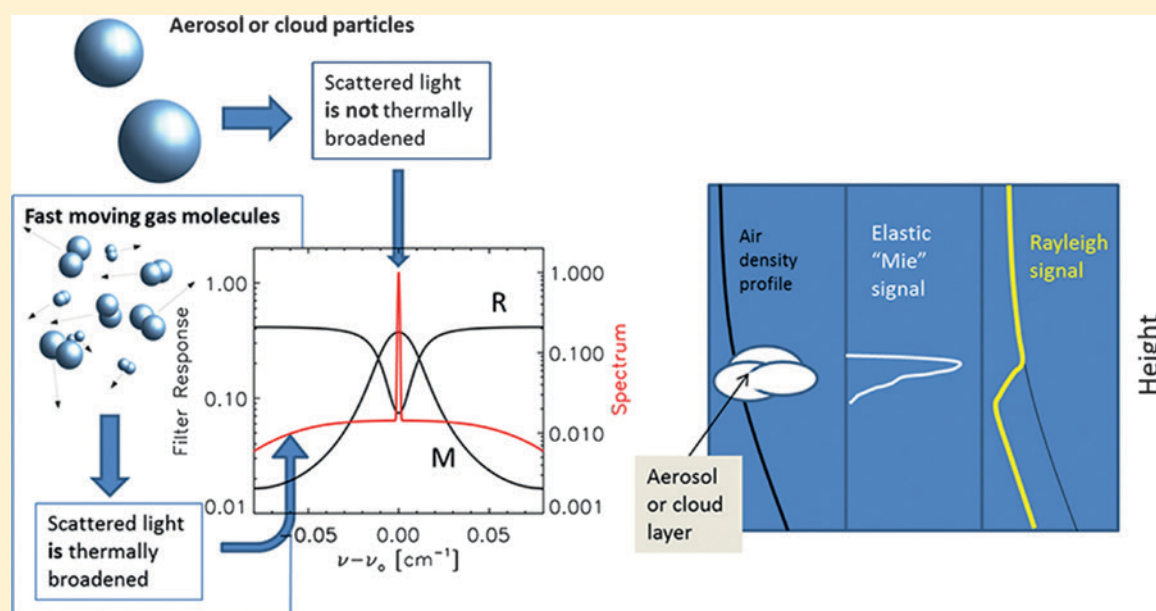 Aerosol or cloud particles
Scattered light
is not thermally
broadened
Fast moving gas molecules
Scattered light
is thermally
broadened
Filter Response
1.00
0.10
0.01
R
M
1.000
0.100
0.010
0.001
Spectrum
−0.05
0.00
0.05
ν−ν₀ [cm⁻¹]
Air
density
profile
Elastic
“Mie”
signal
Rayleigh
signal
Height
Aerosol
or cloud
layer